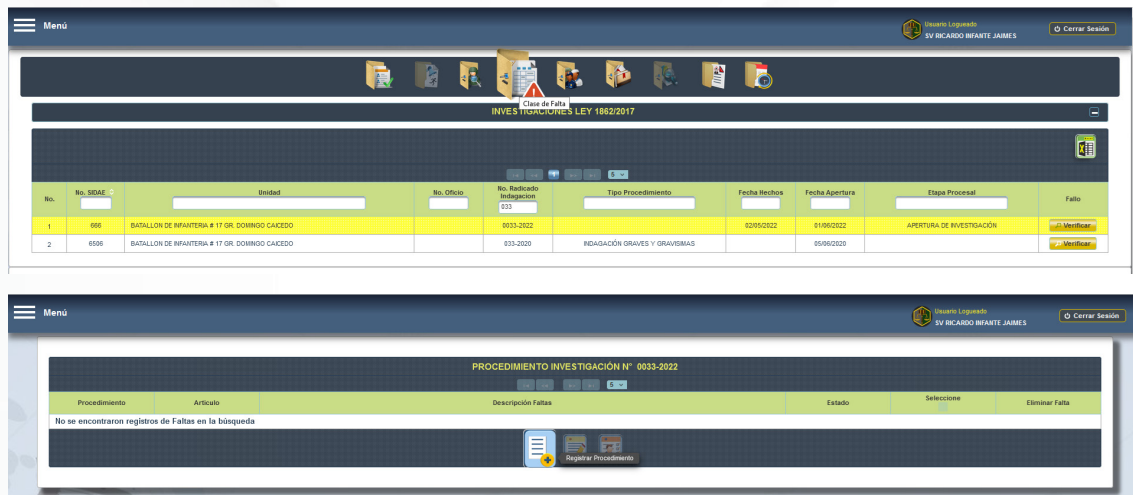 Menú
Usuario Logueado
SV RICARDO INFANTE JAIMES
Cerrar Sesión
Clase de Falta
INVESTIGACIONES LEY 1862/2017
1
5
No.
No. SIDAE
Unidad
No. Oficio
No. Radicado Indagacion
033
Tipo Procedimiento
Fecha Hechos
Fecha Apertura
Etapa Procesal
Fallo
1 666 BATALLON DE INFANTERIA # 17 GR. DOMINGO CAICEDO 0033-2022 02/05/2022 01/06/2022 APERTURA DE INVESTIGACIÓN Verificar
2 6506 BATALLON DE INFANTERIA # 17 GR. DOMINGO CAICEDO 033-2020 INDAGACIÓN GRAVES Y GRAVISIMAS 05/06/2020 Verificar
Menú
Usuario Logueado
SV RICARDO INFANTE JAIMES
Cerrar Sesión
PROCEDIMIENTO INVESTIGACIÓN N° 0033-2022
5
Procedimiento Articulo Descripción Faltas Estado Seleccione Eliminar Falta
No se encontraron registros de Faltas en la búsqueda
Registrar Procedimiento